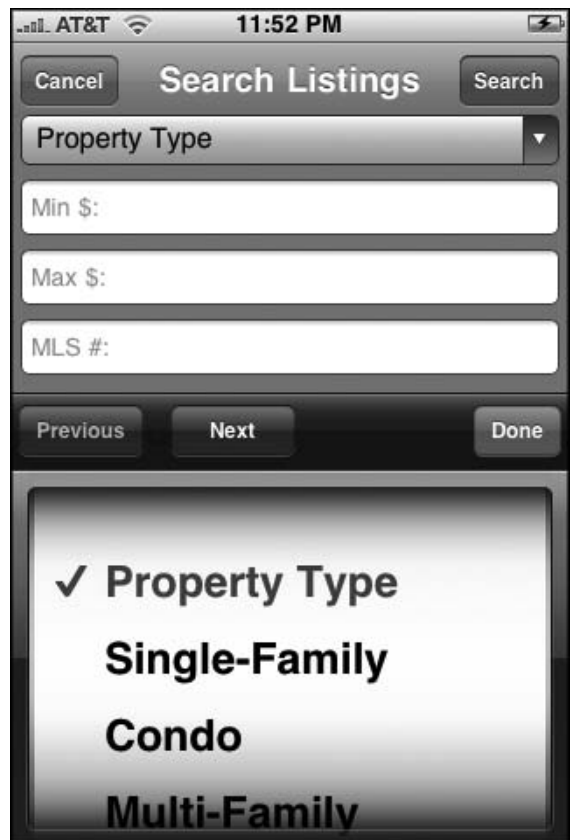 AT&T 11:52 PM
Cancel Search Listings Search
Property Type
Min $:
Max $:
MLS #:
Previous Next Done
✓ Property Type
Single-Family
Condo
Multi-Family